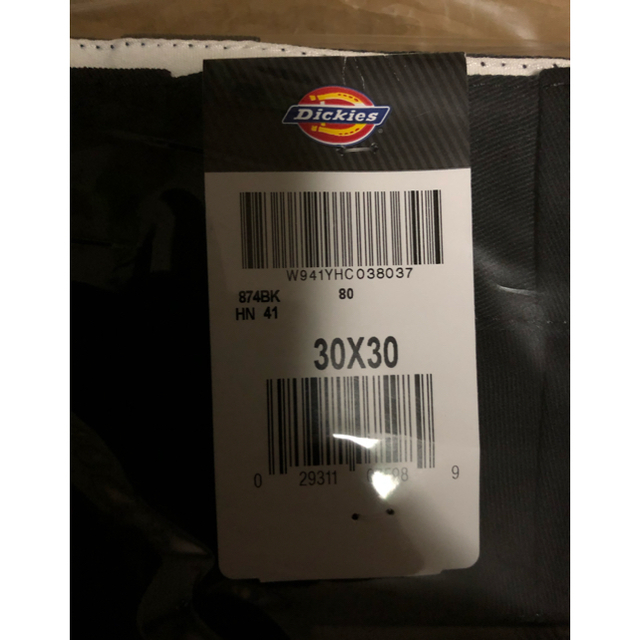 Dickies
W941YHC038037
874BK 80
HN 41
30X30
0 29311 9